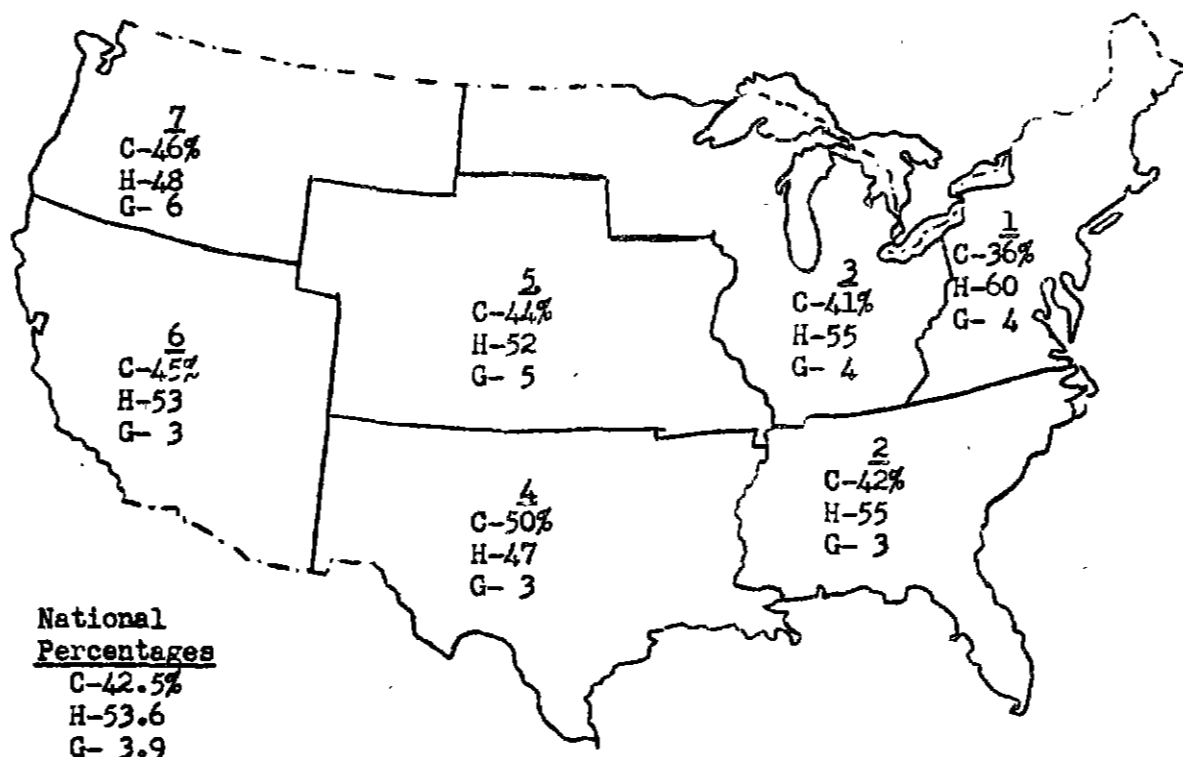 7
C-46%
H-48
G- 6
1
C-36%
H-60
G- 4
5
C-44%
H-52
G- 5
3
C-41%
H-55
G- 4
6
C-45%
H-53
G- 3
2
C-42%
H-55
G- 3
4
C-50%
H-47
G- 3
National
Percentages
C-42.5%
H-53.6
G- 3.9